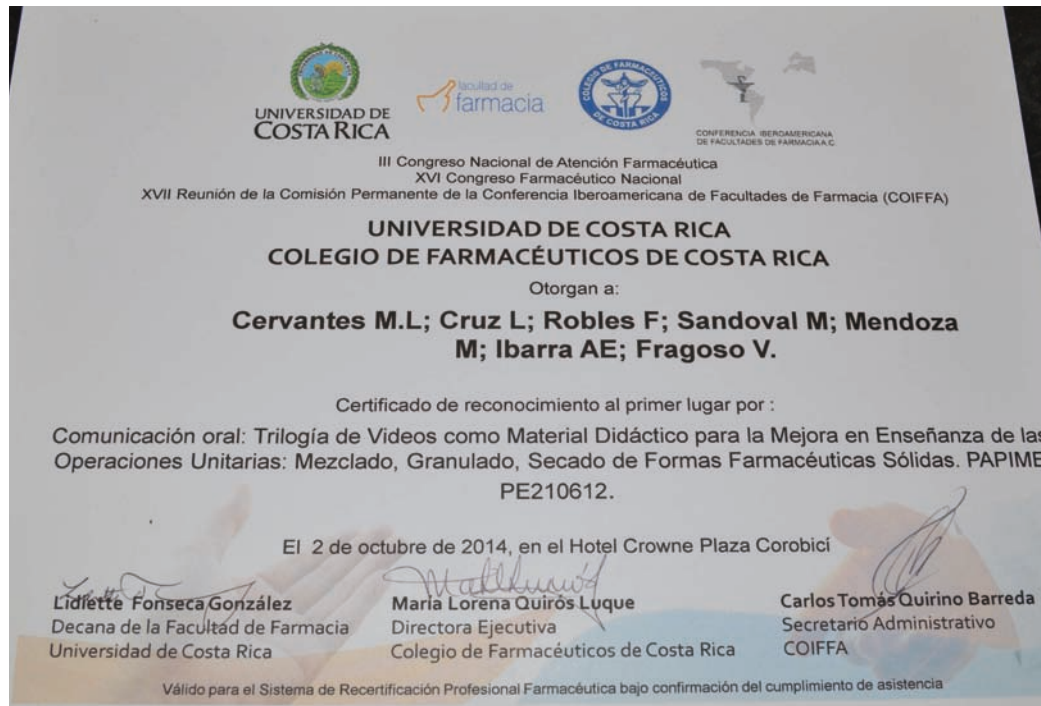 UNIVERSIDAD DE
COSTA RICA
facultad de
farmacia
COLEGIO DE FARMACEUTICOS
DE COSTA RICA
CONFERENCIA IBEROAMERICANA
DE FACULTADES DE FARMACIA A.C.
III Congreso Nacional de Atención Farmacéutica
XVI Congreso Farmacéutico Nacional
XVII Reunión de la Comisión Permanente de la Conferencia Iberoamericana de Facultades de Farmacia (COIFFA)
UNIVERSIDAD DE COSTA RICA
COLEGIO DE FARMACÉUTICOS DE COSTA RICA
Otorgan a:
Cervantes M.L; Cruz L; Robles F; Sandoval M; Mendoza
M; Ibarra AE; Fragoso V.
Certificado de reconocimiento al primer lugar por :
Comunicación oral: Trilogía de Videos como Material Didáctico para la Mejora en Enseñanza de las
Operaciones Unitarias: Mezclado, Granulado, Secado de Formas Farmacéuticas Sólidas. PAPIME
PE210612.
El 2 de octubre de 2014, en el Hotel Crowne Plaza Corobicí
Lidiette Fonseca González
Decana de la Facultad de Farmacia
Universidad de Costa Rica
María Lorena Quirós Luque
Directora Ejecutiva
Colegio de Farmacéuticos de Costa Rica
Carlos Tomás Quirino Barreda
Secretario Administrativo
COIFFA
Válido para el Sistema de Recertificación Profesional Farmacéutica bajo confirmación del cumplimiento de asistencia